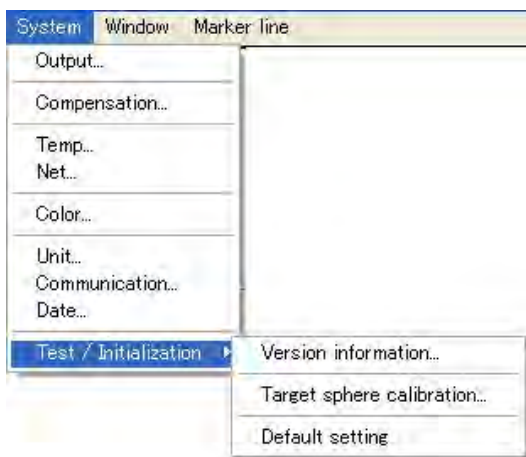 System Window Marker line
Output...
Compensation...
Temp...
Net...
Color...
Unit...
Communication...
Date...
Test / Initialization
Version information...
Target sphere calibration...
Default setting